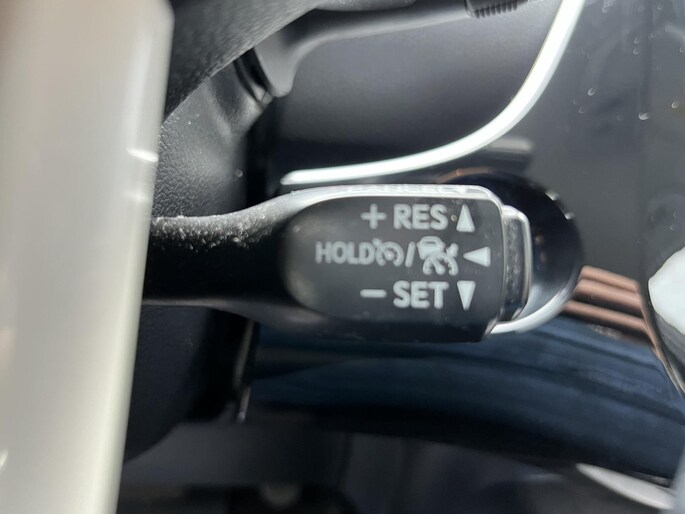 + RES ▲
HOLD / ◀
− SET ▼